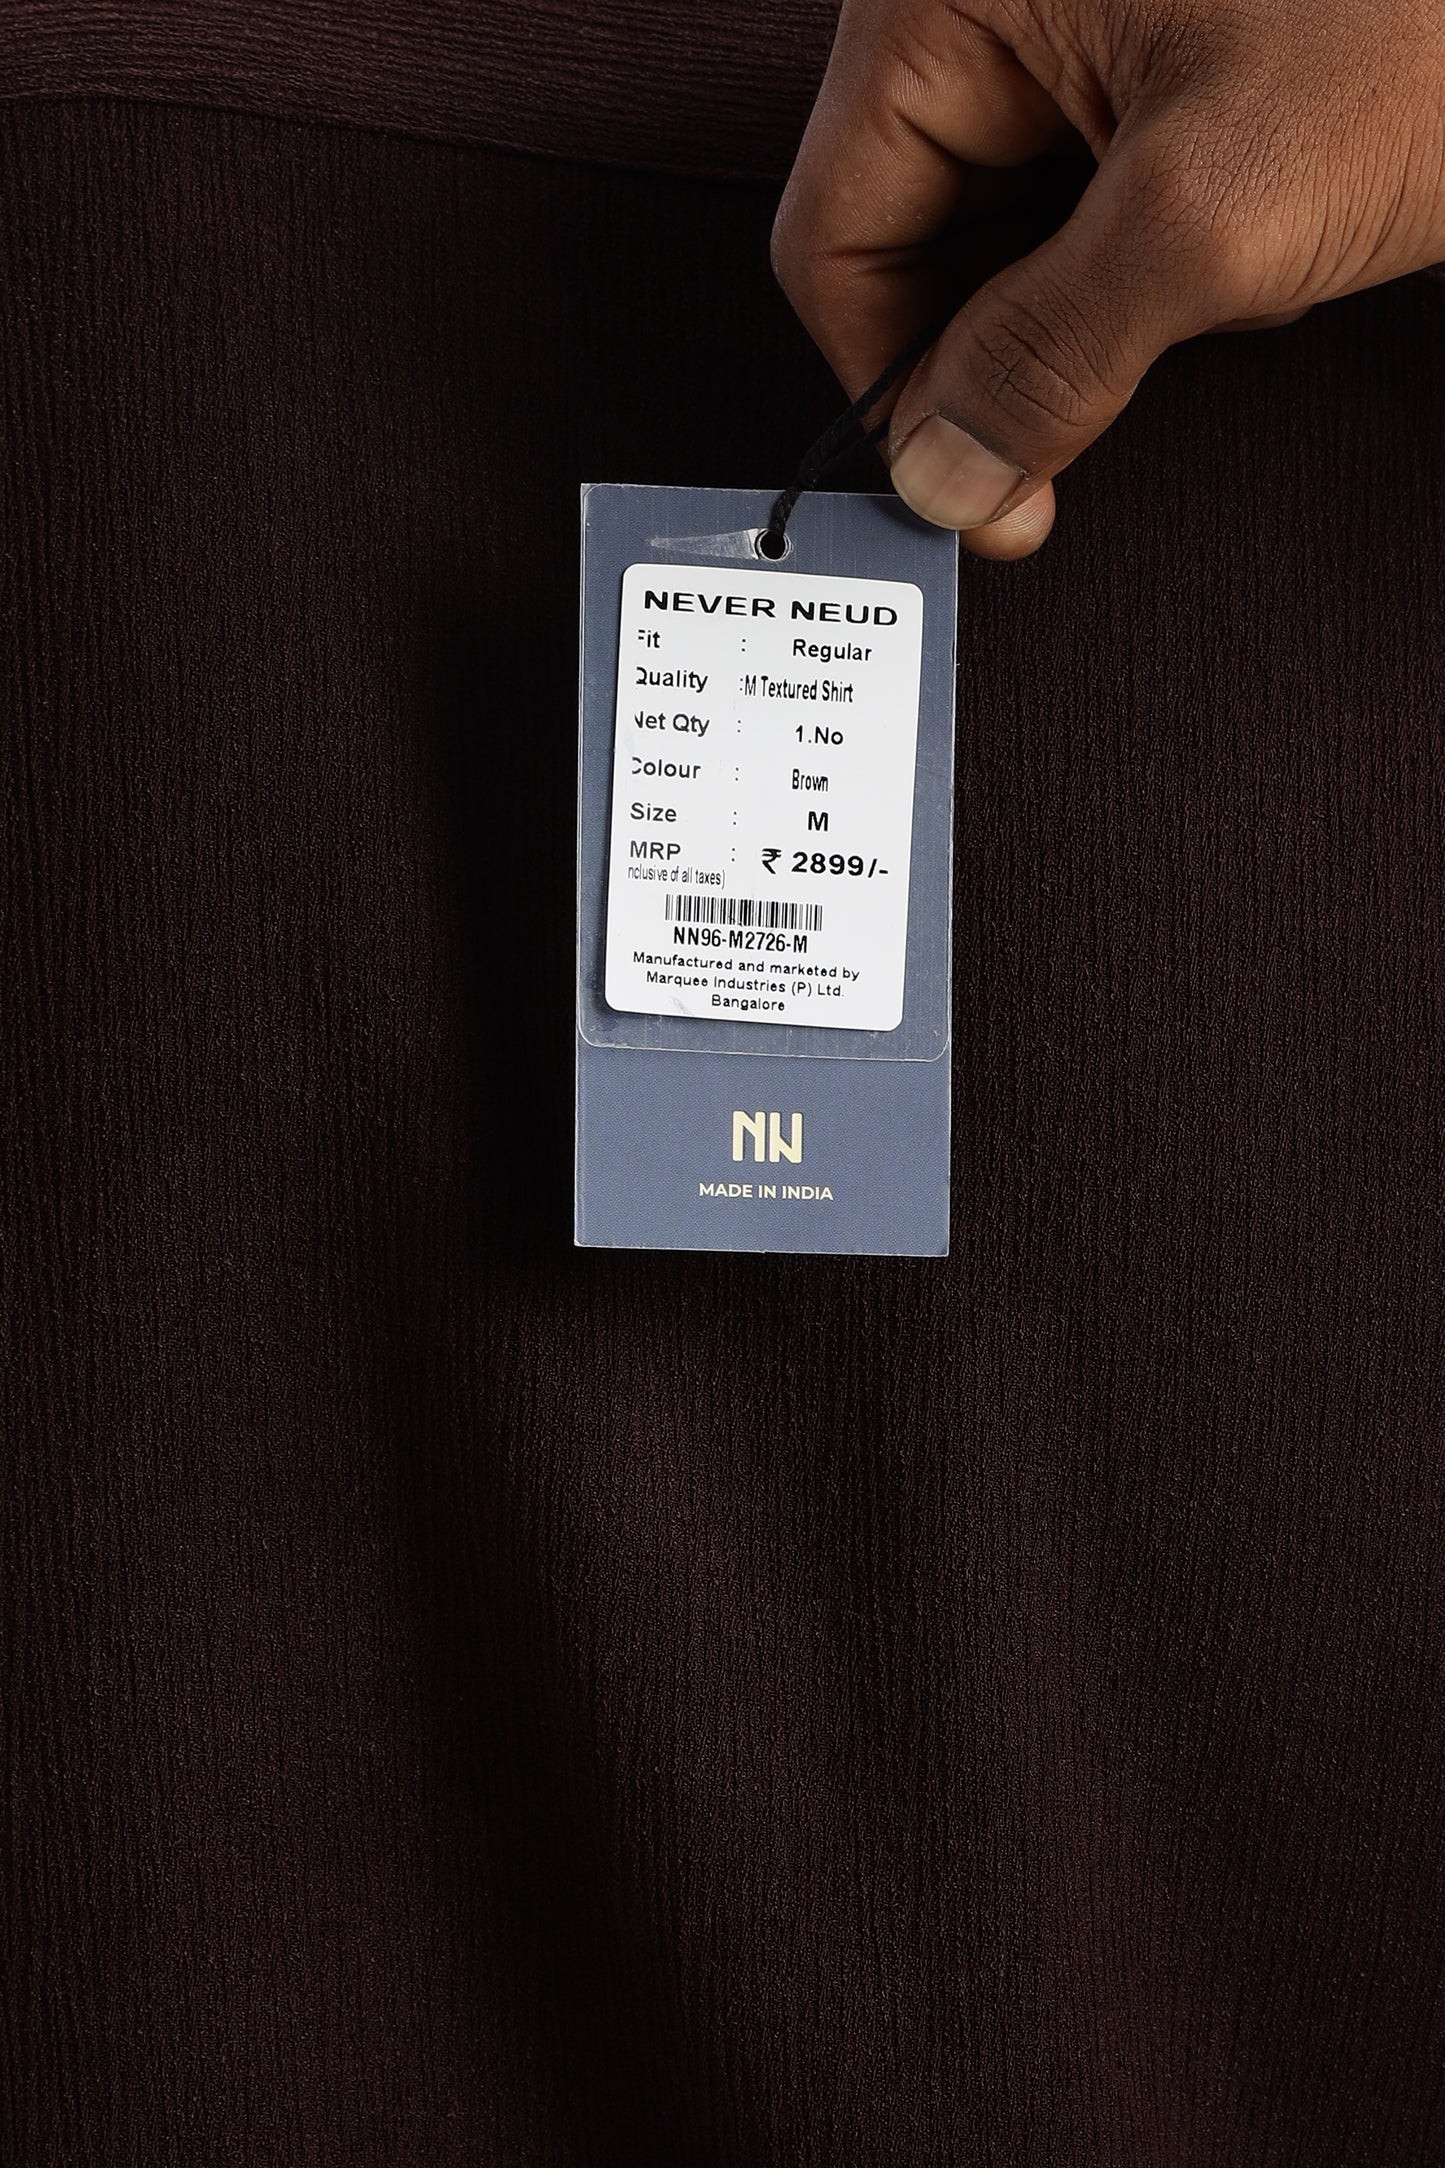 NEVER NEUD
Fit : Regular
Quality :M Textured Shirt
Net Qty : 1.No
Colour : Brown
Size : M
MRP : ₹ 2899/-
nclusive of all taxes)
NN96-M2726-M
Manufactured and marketed by
Marquee Industries (P) Ltd.
Bangalore
NN
MADE IN INDIA